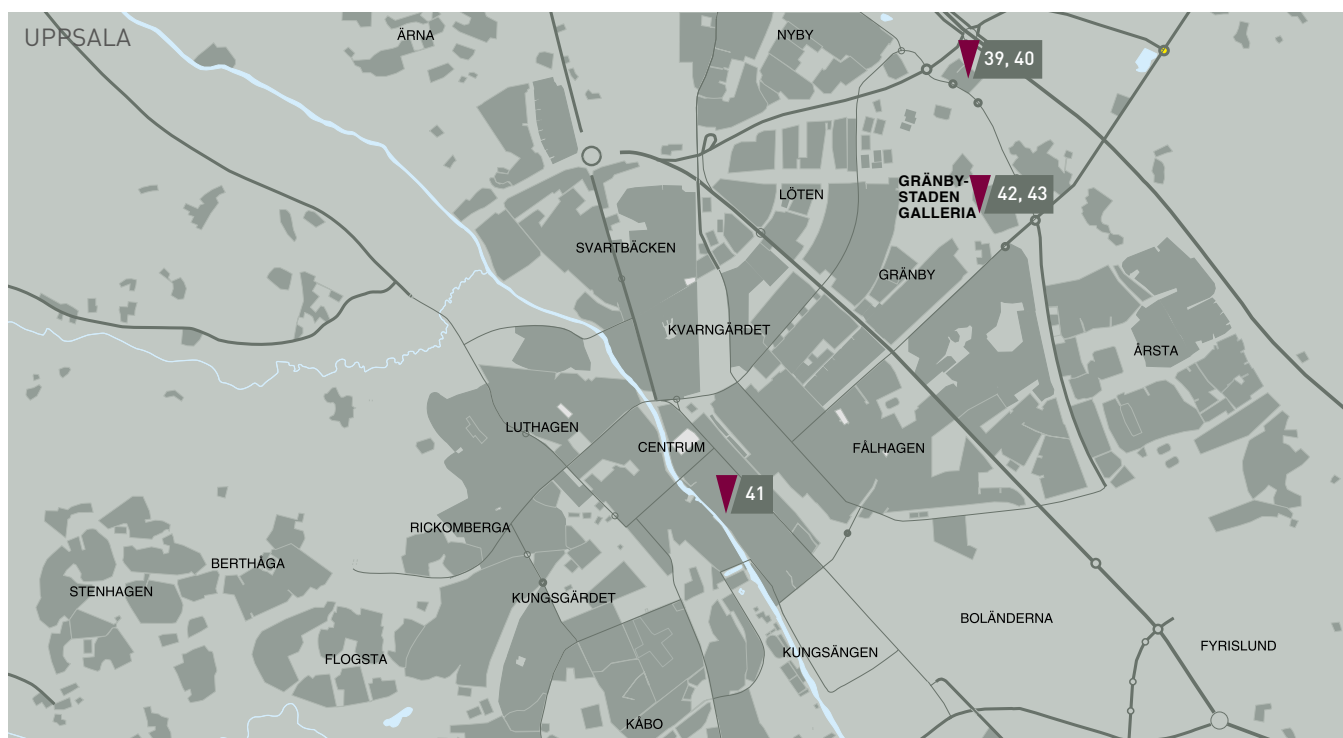 UPPSALA
ÄRNA
NYBY
39, 40
LÖTEN
GRÄNBY-
STADEN
GALLERIA
42, 43
SVARTBÄCKEN
GRÄNBY
KVARNGÄRDET
ÅRSTA
LUTHAGEN
CENTRUM
FÅLHAGEN
41
RICKOMBERGA
BERTHÅGA
STENHAGEN
KUNGSGÄRDET
BOLÄNDERNA
FYRISLUND
FLOGSTA
KUNGSÄNGEN
KÅBO